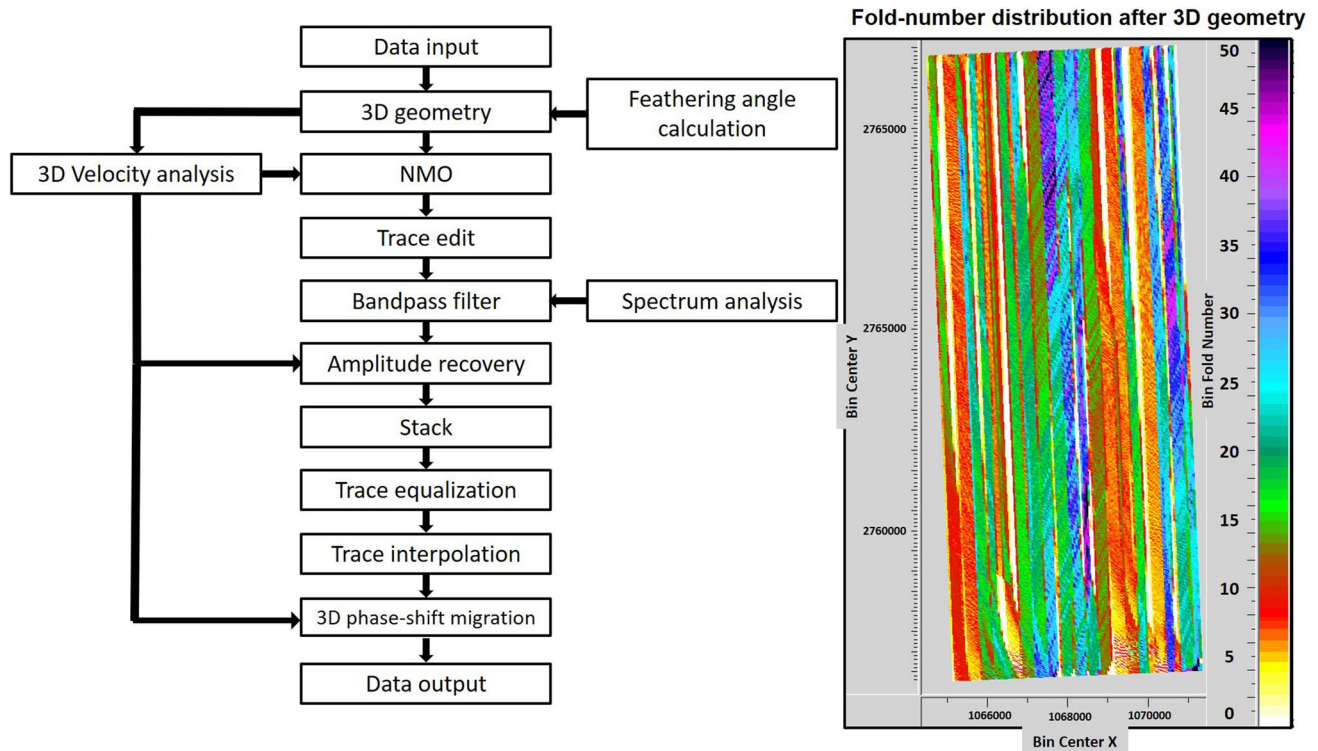 Data input
3D geometry
Feathering angle
calculation
3D Velocity analysis
NMO
Trace edit
Bandpass filter
Spectrum analysis
Amplitude recovery
Stack
Trace equalization
Trace interpolation
3D phase-shift migration
Data output
Fold-number distribution after 3D geometry
Bin Center Y
2765000
2765000
2760000
1066000
1068000
1070000
Bin Center X
Bin Fold Number
50
45
40
35
30
25
20
15
10
5
0